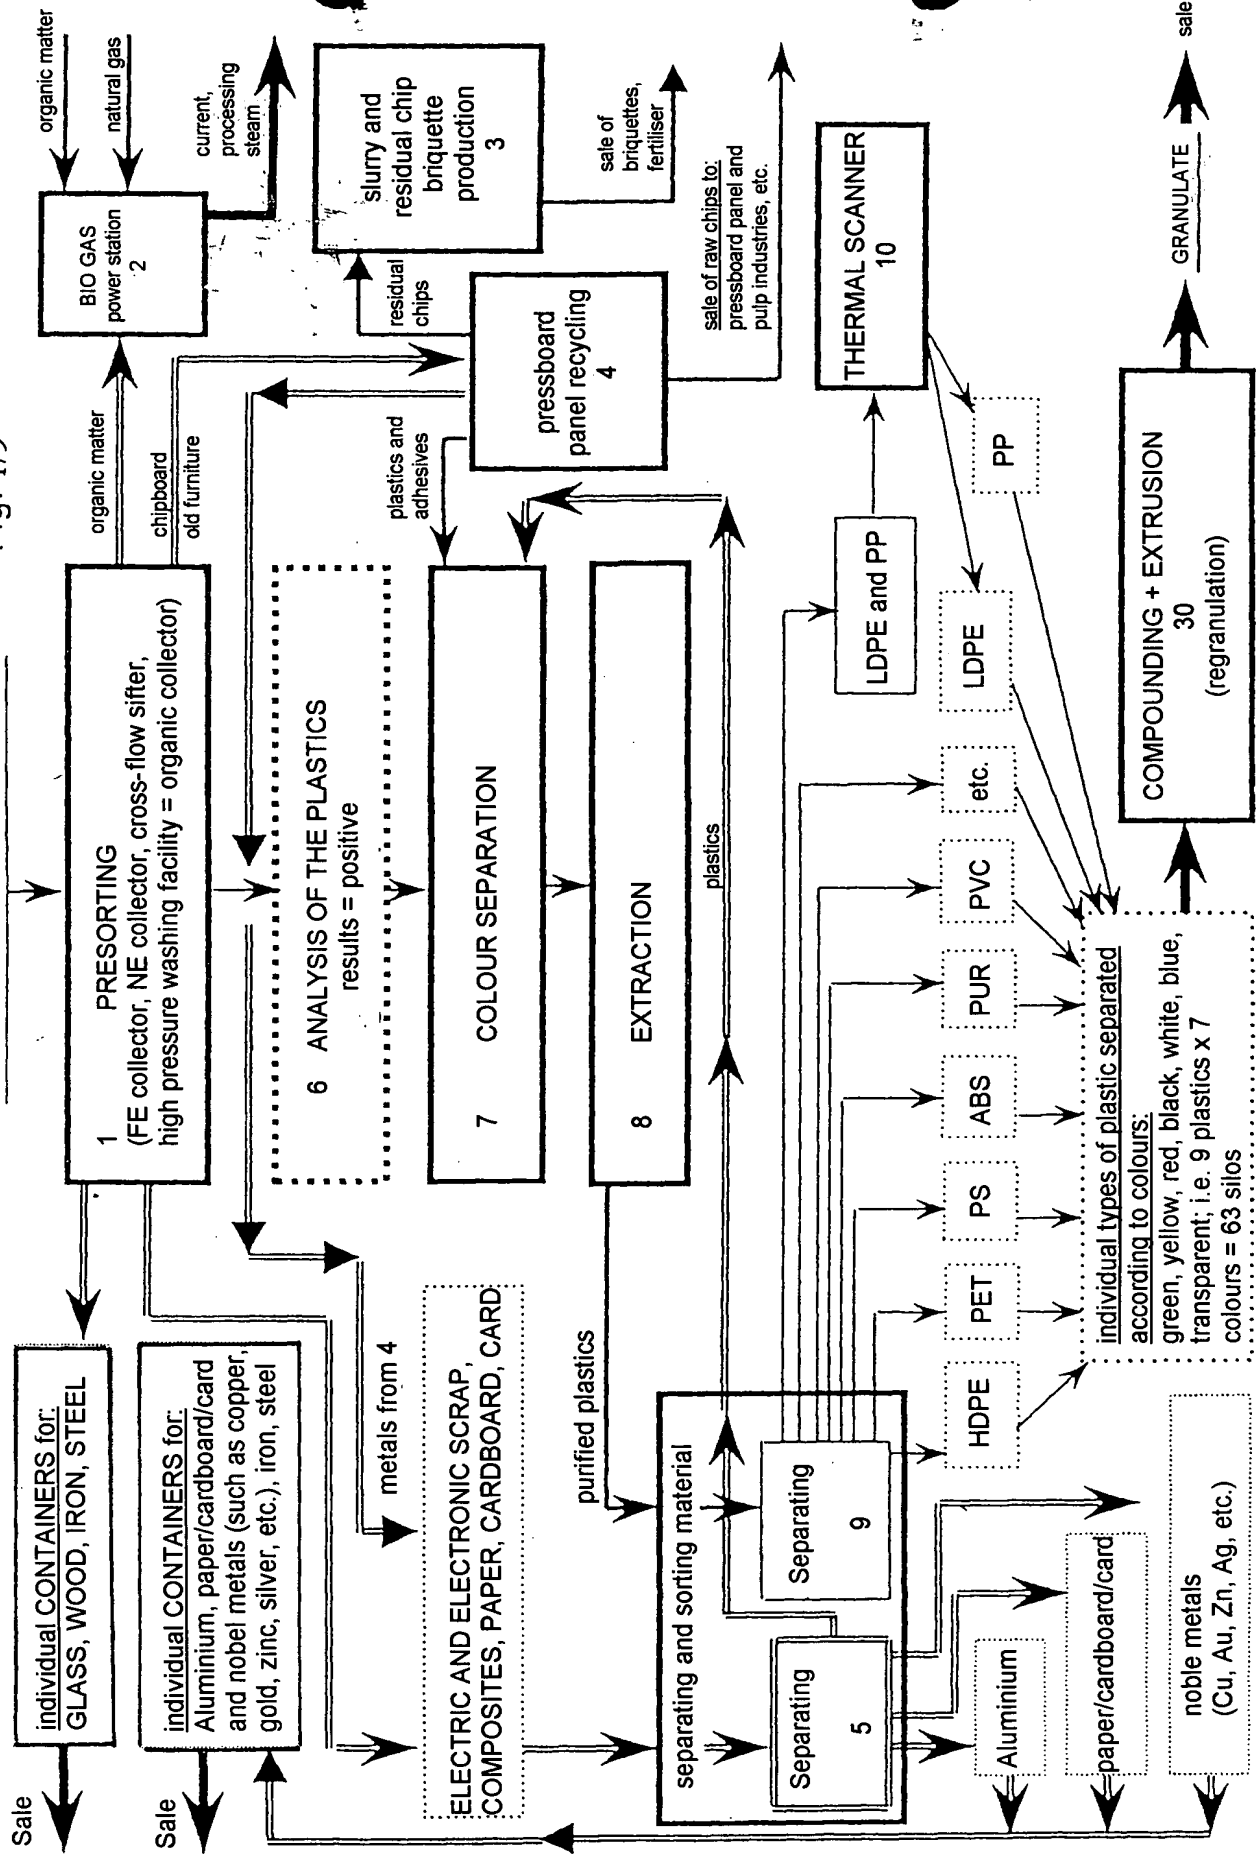 Fig. 1/9
organic matter
natural gas
BIO GAS
power station
2
current,
processing
steam
organic matter
chipboard
old furniture
1 PRESORTING
(FE collector, NE collector, cross-flow sifter,
high pressure washing facility = organic collector)
individual CONTAINERS for:
GLASS, WOOD, IRON, STEEL
Sale
individual CONTAINERS for:
Aluminium, paper/cardboard/card
and nobel metals (such as copper,
gold, zinc, silver, etc.), iron, steel
Sale
slurry and
residual chip
briquette
production
3
residual
chips
sale of
briquettes,
fertiliser
pressboard
panel recycling
4
plastics and
adhesives
sale of raw chips to:
pressboard panel and
pulp industries, etc.
6 ANALYSIS OF THE PLASTICS
results = positive
7 COLOUR SEPARATION
8 EXTRACTION
metals from 4
ELECTRIC AND ELECTRONIC SCRAP,
COMPOSITES, PAPER, CARDBOARD, CARD
purified plastics
plastics
separating and sorting material
Separating
5
Separating
9
LDPE and PP
THERMAL SCANNER
10
HDPE
PET
PS
ABS
PUR
PVC
etc.
LDPE
PP
Aluminium
paper/cardboard/card
noble metals
(Cu, Au, Zn, Ag, etc.)
individual types of plastic separated
according to colours:
green, yellow, red, black, white, blue,
transparent; i.e. 9 plastics x 7
colours = 63 silos
COMPOUNDING + EXTRUSION
30
(regranulation)
GRANULATE
sale